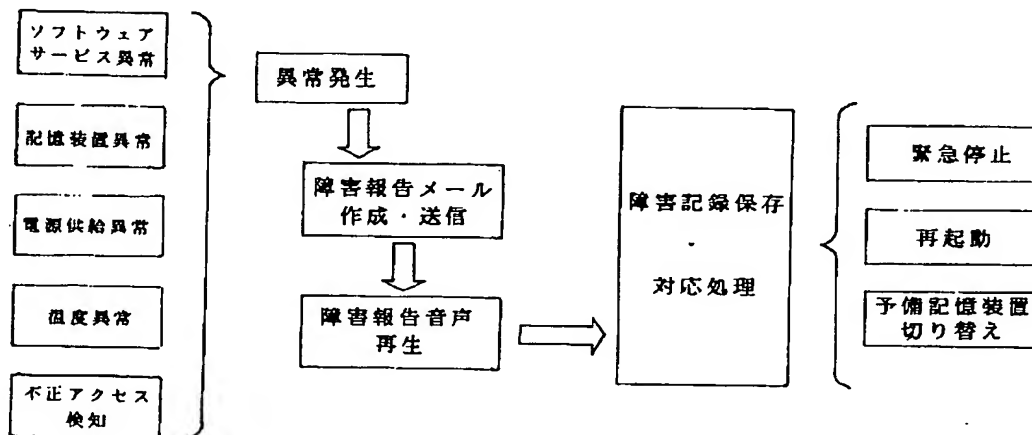 ソフトウェア
サービス異常
記憶装置異常
電源供給異常
温度異常
不正アクセス
検知
異常発生
障害報告メール
作成・送信
障害報告音声
再生
障害記録保存
・
対応処理
緊急停止
再起動
予備記憶装置
切り替え